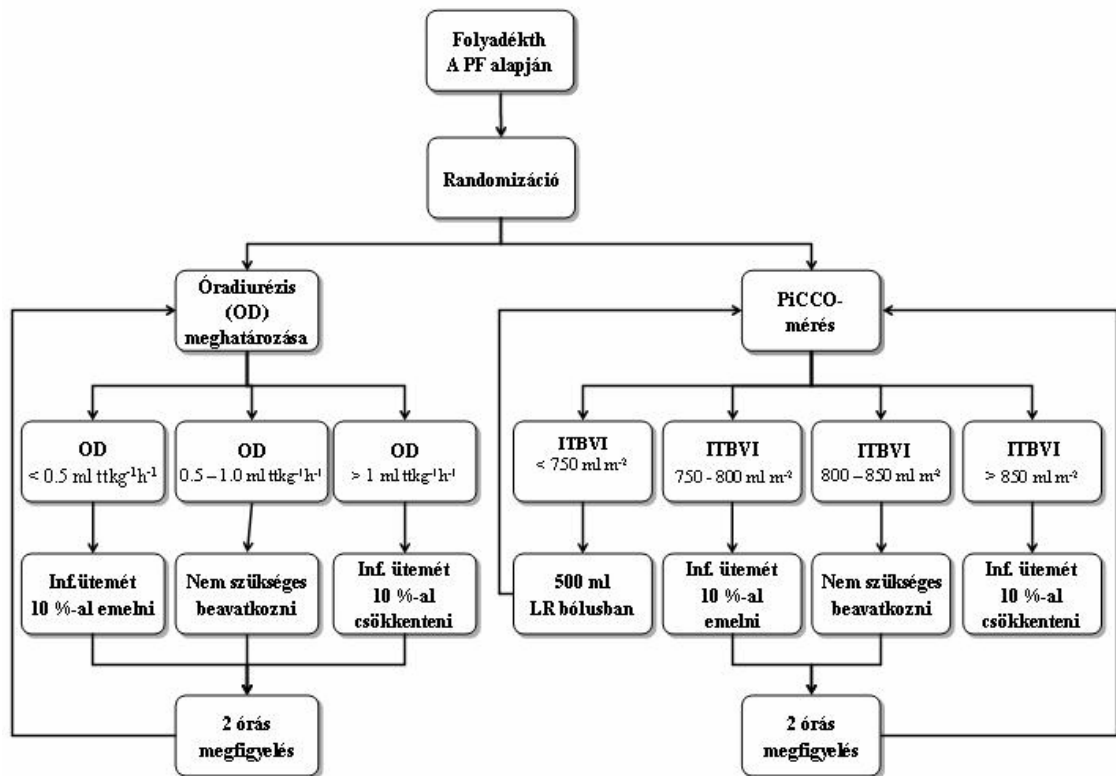 Folyadékth
A PF alapján
Randomizáció
Óradiurézis
(OD)
meghatározása
PiCCO-
mérés
OD
< 0.5 ml ttkg⁻¹h⁻¹
OD
0.5 – 1.0 ml ttkg⁻¹h⁻¹
OD
> 1 ml ttkg⁻¹h⁻¹
ITBVI
< 750 ml m⁻²
ITBVI
750 - 800 ml m⁻²
ITBVI
800 – 850 ml m⁻²
ITBVI
> 850 ml m⁻²
Inf. ütemét
10 %-al emelni
Nem szükséges
beavatkozni
Inf. ütemét
10 %-al
csökkenteni
500 ml
LR bólusban
Inf. ütemét
10 %-al
emelni
Nem szükséges
beavatkozni
Inf. ütemét
10 %-al
csökkenteni
2 órás
megfigyelés
2 órás
megfigyelés